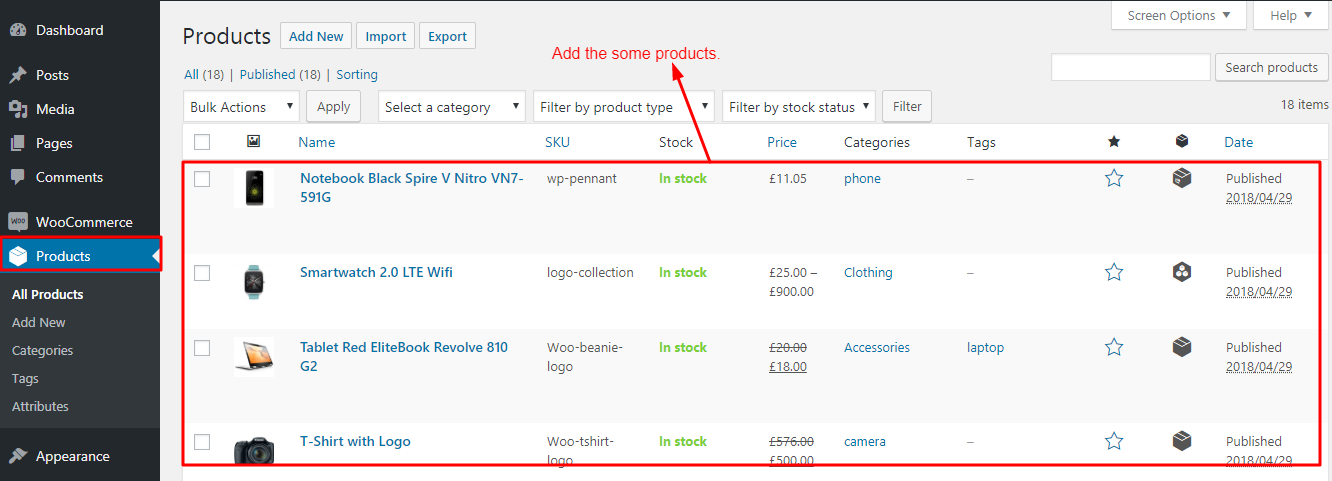 Dashboard
Posts
Media
Pages
Comments
WOO WooCommerce
Products
All Products
Add New
Categories
Tags
Attributes
Appearance
Screen Options ▼ Help ▼
Products Add New Import Export
Add the some products.
All (18) | Published (18) | Sorting
Search products
Bulk Actions Apply Select a category Filter by product type Filter by stock status Filter
18 items
Name SKU Stock Price Categories Tags Date
Notebook Black Spire V Nitro VN7- wp-pennant In stock £11.05 phone – Published
591G 2018/04/29
Smartwatch 2.0 LTE Wifi logo-collection In stock £25.00 – Clothing – Published
£900.00 2018/04/29
Tablet Red EliteBook Revolve 810 Woo-beanie- In stock £20.00 Accessories laptop Published
G2 logo £18.00 2018/04/29
T-Shirt with Logo Woo-tshirt- In stock £576.00 camera – Published
logo £500.00 2018/04/29